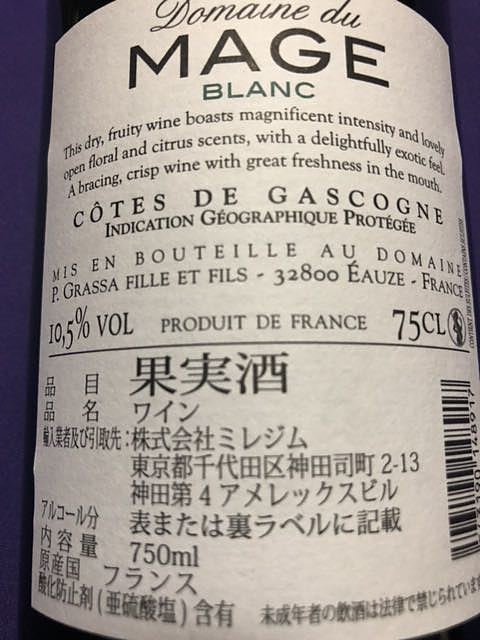 Domaine du
MAGE
BLANC
This dry, fruity wine boasts magnificent intensity and lovely
open floral and citrus scents, with a delightfully exotic feel.
A bracing, crisp wine with great freshness in the mouth.
CÔTES DE GASCOGNE
INDICATION GÉOGRAPHIQUE PROTÉGÉE
MIS EN BOUTEILLE AU DOMAINE
P. GRASSA FILLE ET FILS - 32800 ÉAUZE - FRANCE
10,5% VOL PRODUIT DE FRANCE 75CL
品目 果実酒
品名 ワイン
輸入業者及び引取先:株式会社ミレジム
東京都千代田区神田司町2-13
神田第4アメレックスビル
アルコール分 表または裏ラベルに記載
内容量 750ml
原産国 フランス
酸化防止剤(亜硫酸塩)含有 未成年者の飲酒は法律で禁じられています